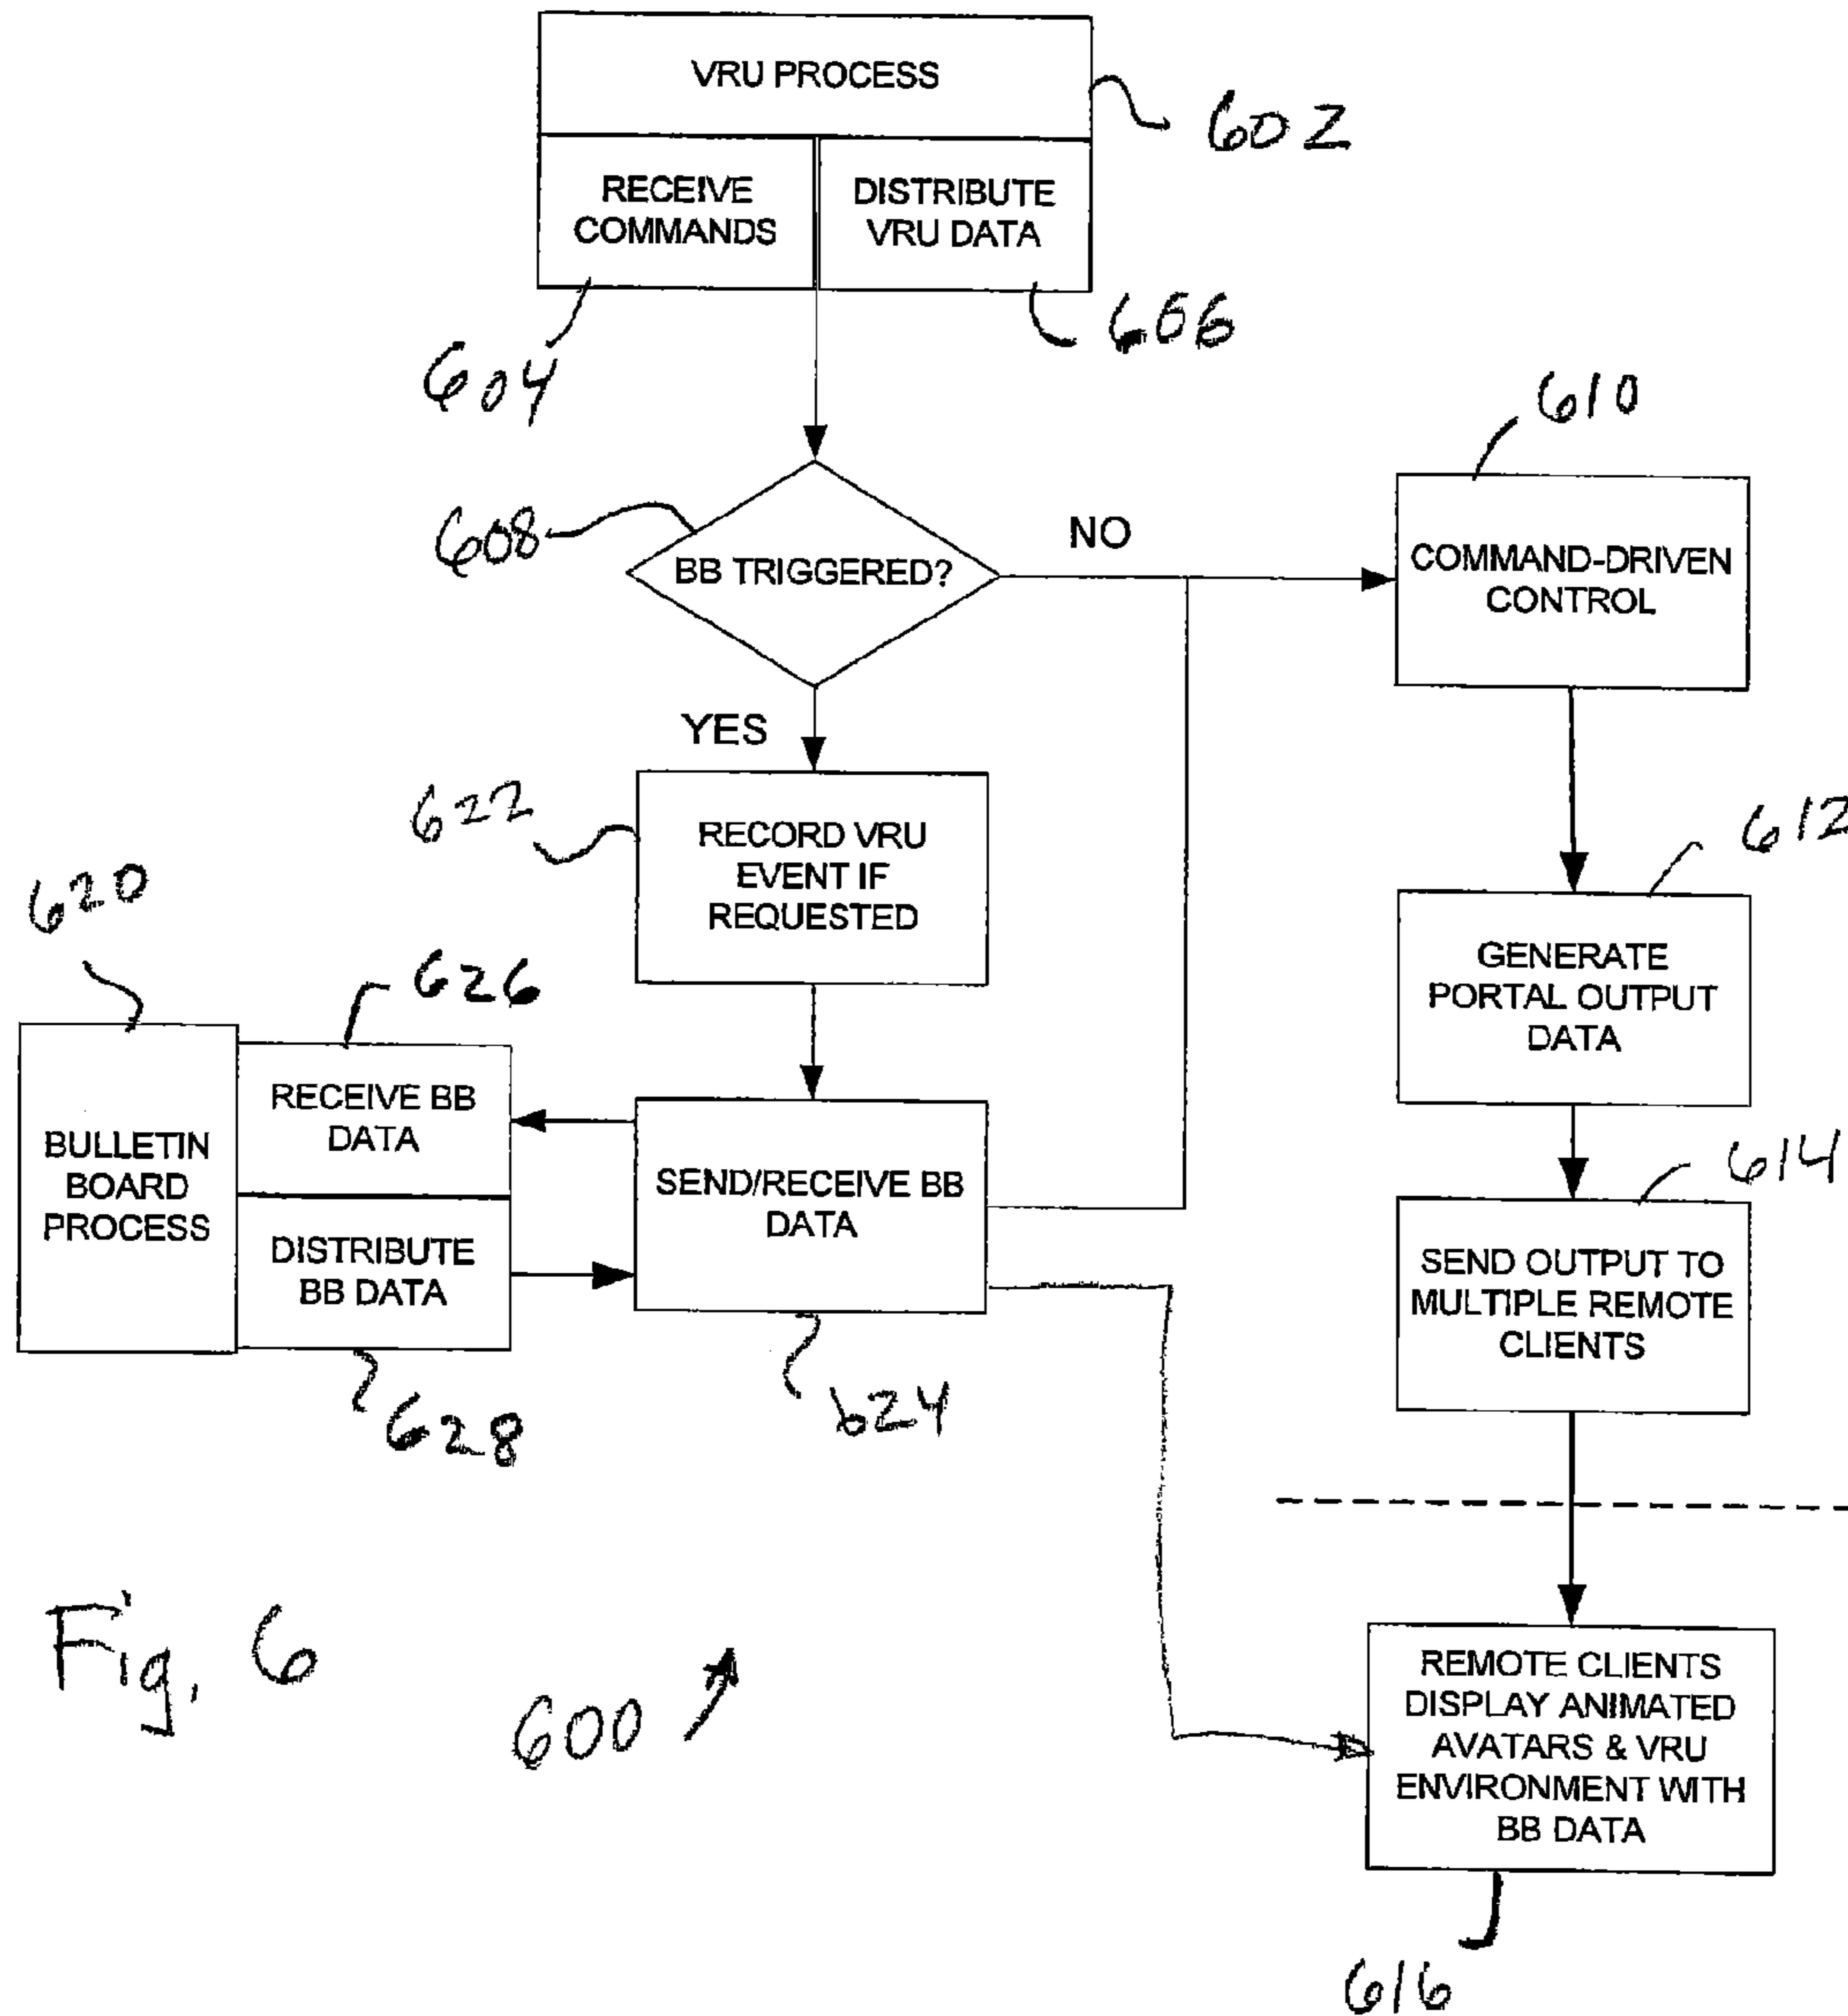 VRU PROCESS
602
RECEIVE
COMMANDS
DISTRIBUTE
VRU DATA
604
606
608
BB TRIGGERED?
NO
610
COMMAND-DRIVEN
CONTROL
YES
622
RECORD VRU
EVENT IF
REQUESTED
612
GENERATE
PORTAL OUTPUT
DATA
620
626
BULLETIN
BOARD
PROCESS
RECEIVE BB
DATA
DISTRIBUTE
BB DATA
628
SEND/RECEIVE BB
DATA
624
614
SEND OUTPUT TO
MULTIPLE REMOTE
CLIENTS
REMOTE CLIENTS
DISPLAY ANIMATED
AVATARS & VRU
ENVIRONMENT WITH
BB DATA
616
Fig. 6
600